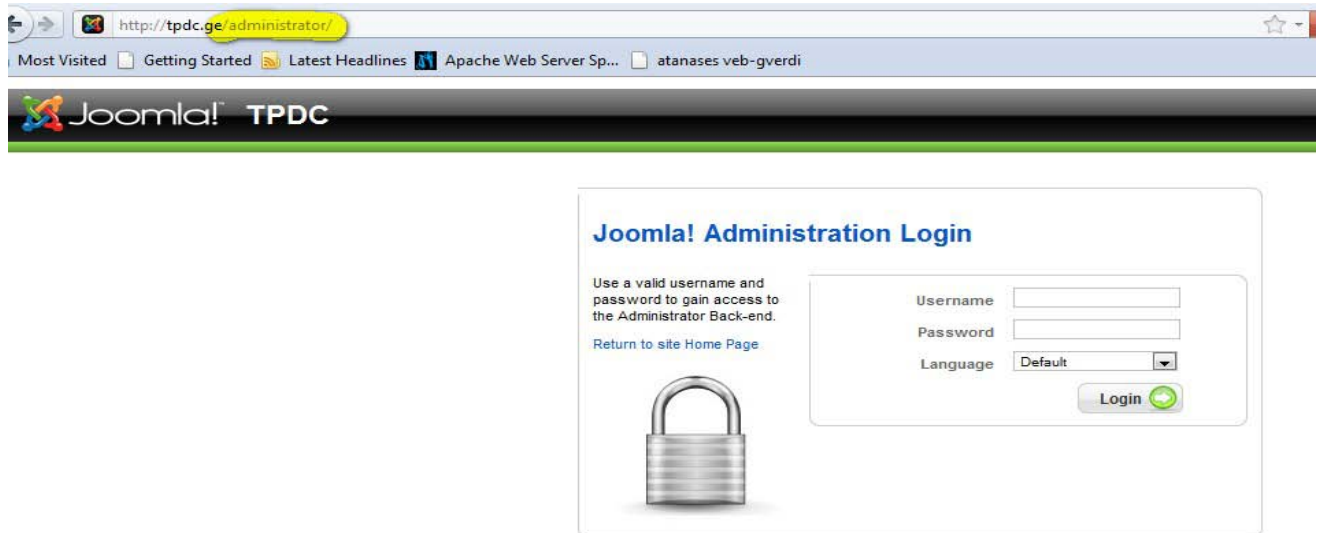 http://tpdc.ge/administrator/
Most Visited Getting Started Latest Headlines Apache Web Server Sp... atanases veb-gverdi
Joomla!™ TPDC
Joomla! Administration Login
Use a valid username and
password to gain access to
the Administrator Back-end.
Return to site Home Page
Username
Password
Language Default
Login